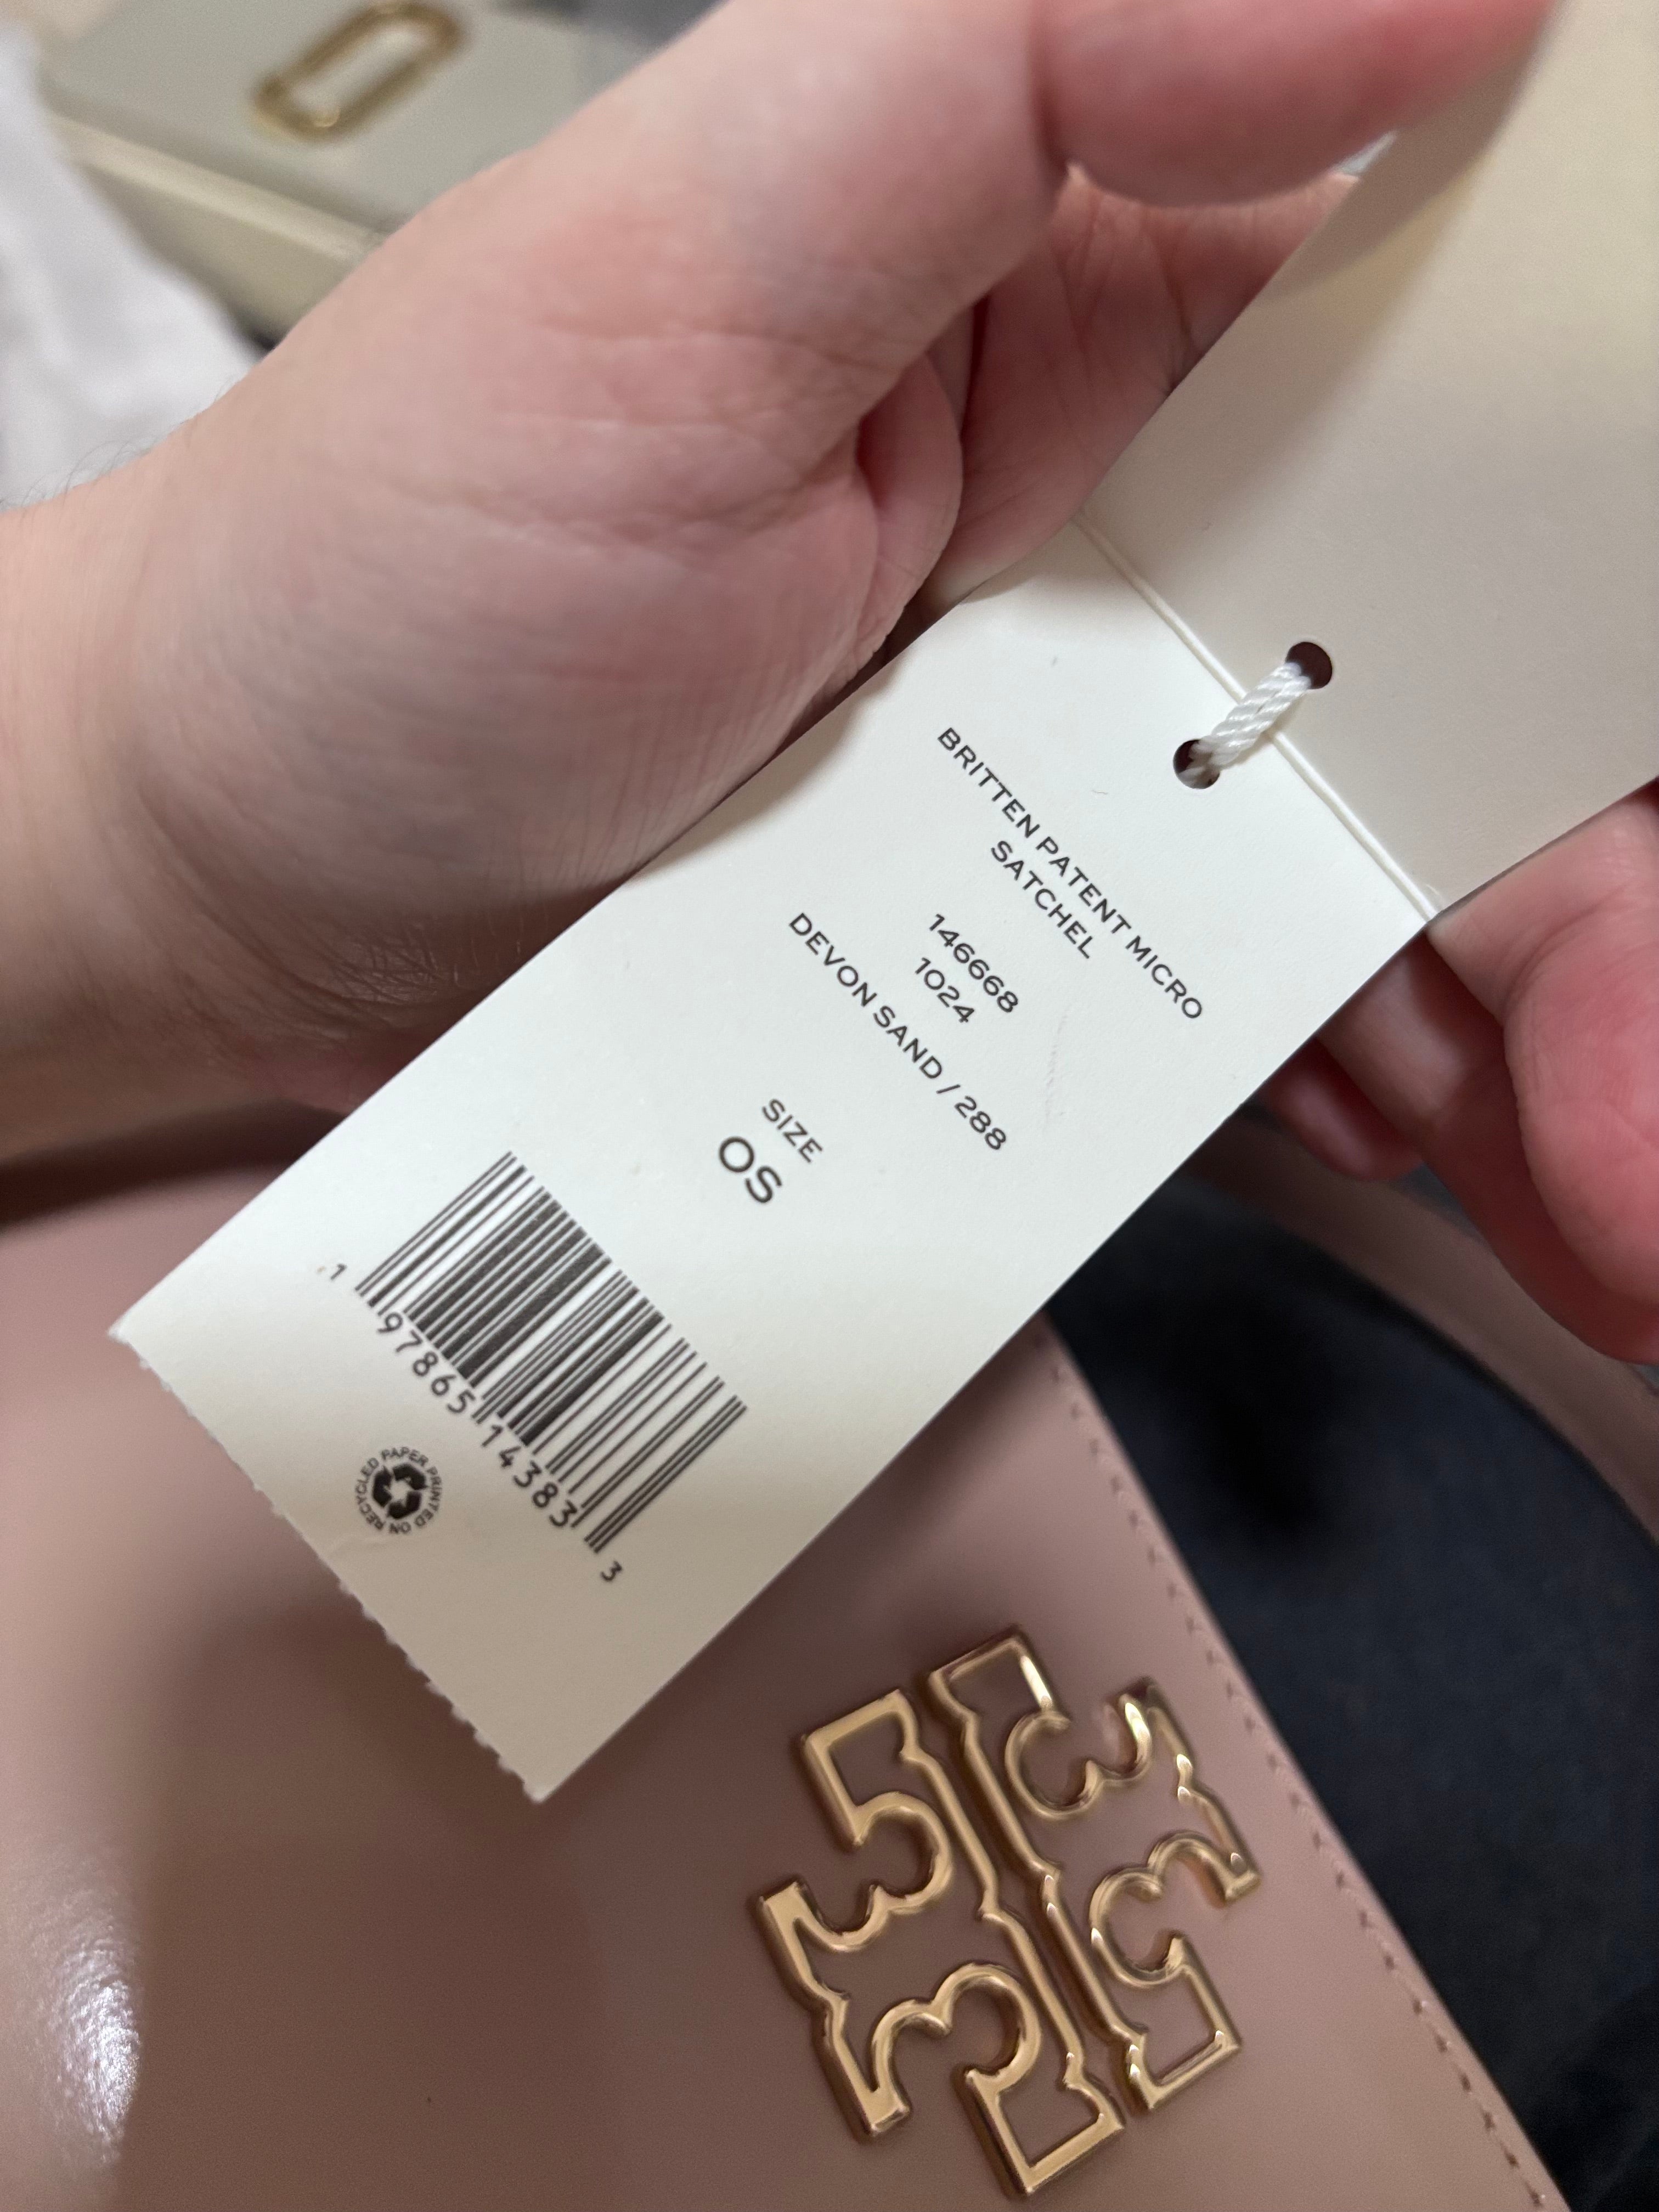 BRITTEN PATENT MICRO
SATCHEL
146668
1024
DEVON SAND / 288
SIZE
OS
1 97865 14383 3
PAPER PRINTED ON RECYCLED